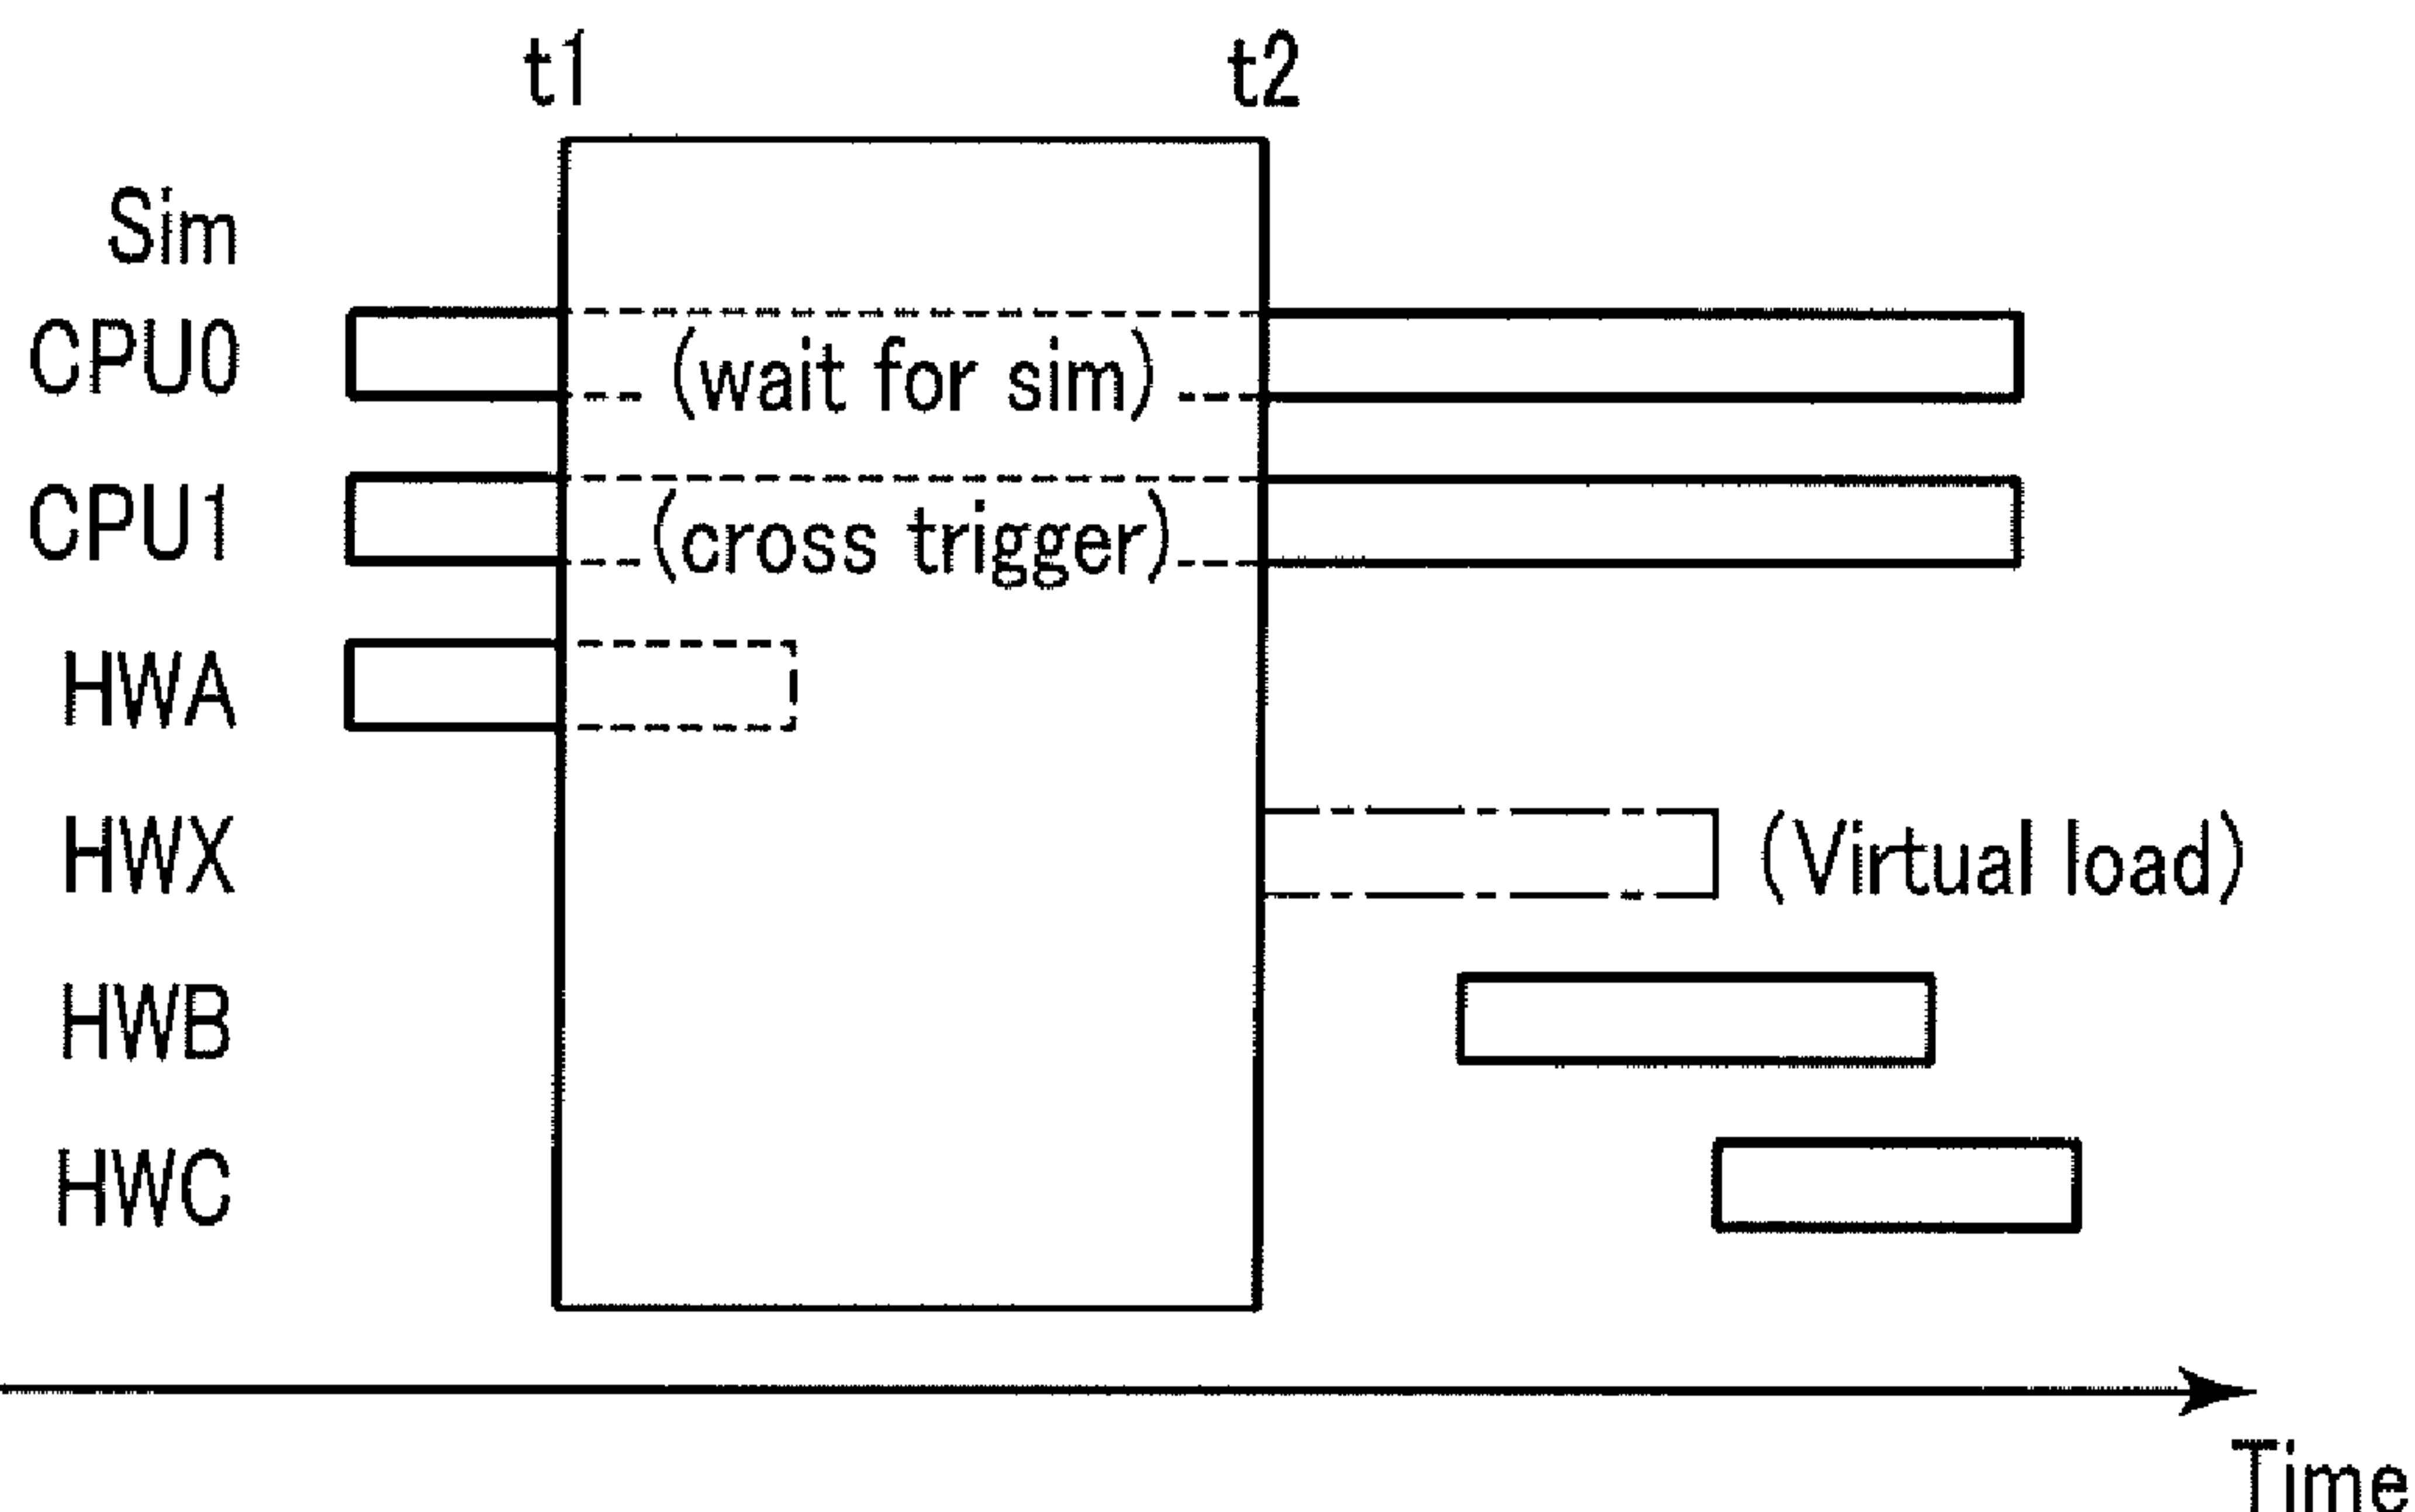 t1 t2
Sim
CPU0 (wait for sim)
CPU1 (cross trigger)
HWA
HWX (Virtual load)
HWB
HWC
Time